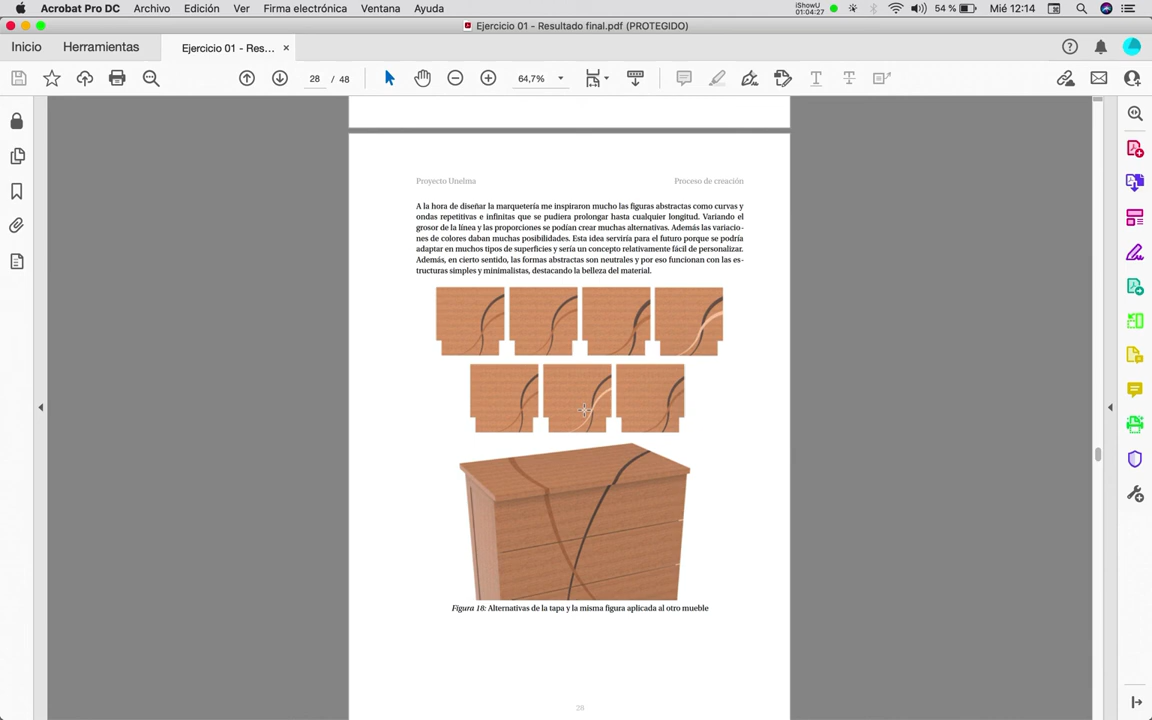 Acrobat Pro DC Archivo Edición Ver Firma electrónica Ventana Ayuda
iShowU
01:04:27
54 % Mié 12:14
Ejercicio 01 - Resultado final.pdf (PROTEGIDO)
Inicio Herramientas Ejercicio 01 - Res... ×
28 / 48 64,7%
Proyecto Unelma Proceso de creación
A la hora de diseñar la marquetería me inspiraron mucho las figuras abstractas como curvas y
ondas repetitivas e infinitas que se pudiera prolongar hasta cualquier longitud. Variando el
grosor de la línea y las proporciones se podían crear muchas alternativas. Además las variacio-
nes de colores daban muchas posibilidades. Esta idea serviría para el futuro porque se podría
adaptar en muchos tipos de superficies y sería un concepto relativamente fácil de personalizar.
Además, en cierto sentido, las formas abstractas son neutrales y por eso funcionan con las es-
tructuras simples y minimalistas, destacando la belleza del material.
Figura 18: Alternativas de la tapa y la misma figura aplicada al otro mueble
28